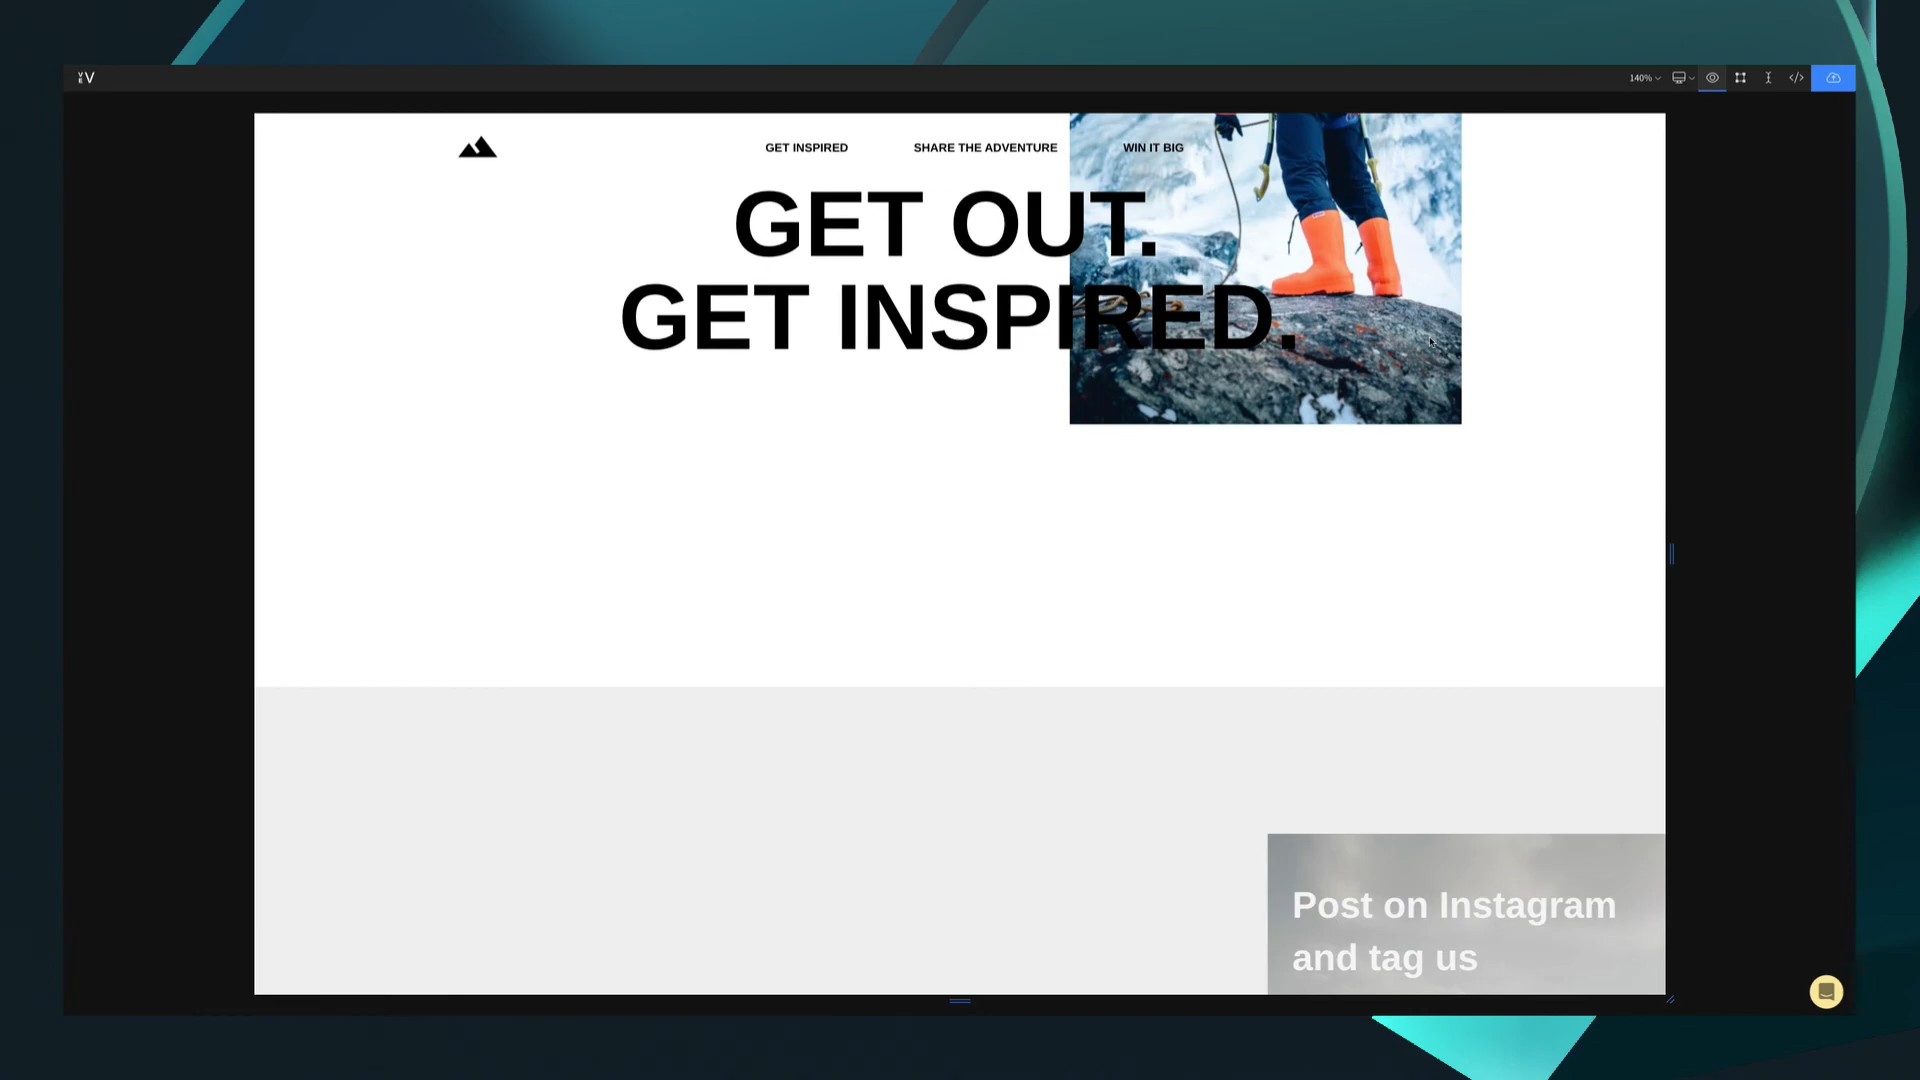 140%
GET INSPIRED
SHARE THE ADVENTURE
WIN IT BIG
GET OUT.
GET INSPIRED.
Post on Instagram
and tag us